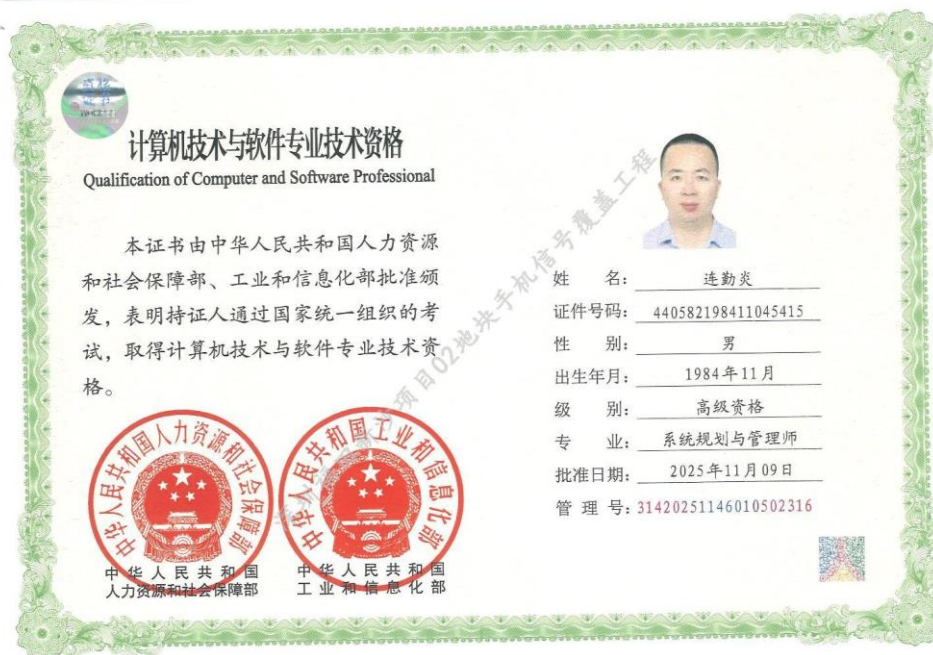 计算机技术与软件专业技术资格
Qualification of Computer and Software Professional
本证书由中华人民共和国人力资源
和社会保障部、工业和信息化部批准颁
发，表明持证人通过国家统一组织的考
试，取得计算机技术与软件专业技术资
格。
中华人民共和国人力资源和社会保障部
中华人民共和国工业和信息化部
中华人民共和国
人力资源和社会保障部
中华人民共和国
工业和信息化部
姓 名： 连勤炎
证件号码： 440582198411045415
性 别： 男
出生年月： 1984年11月
级 别： 高级资格
专 业： 系统规划与管理师
批准日期： 2025年11月09日
管 理 号： 31420251146010502316
项目02地块手机信号覆盖工程